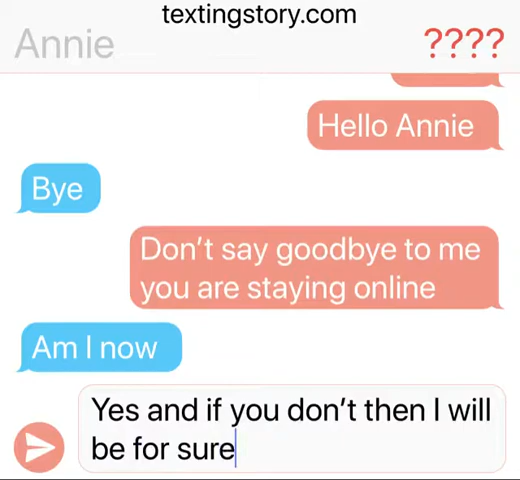 textingstory.com
Annie
????
Hello Annie
Bye
Don't say goodbye to me
you are staying online
Am I now
Yes and if you don't then I will
be for sure